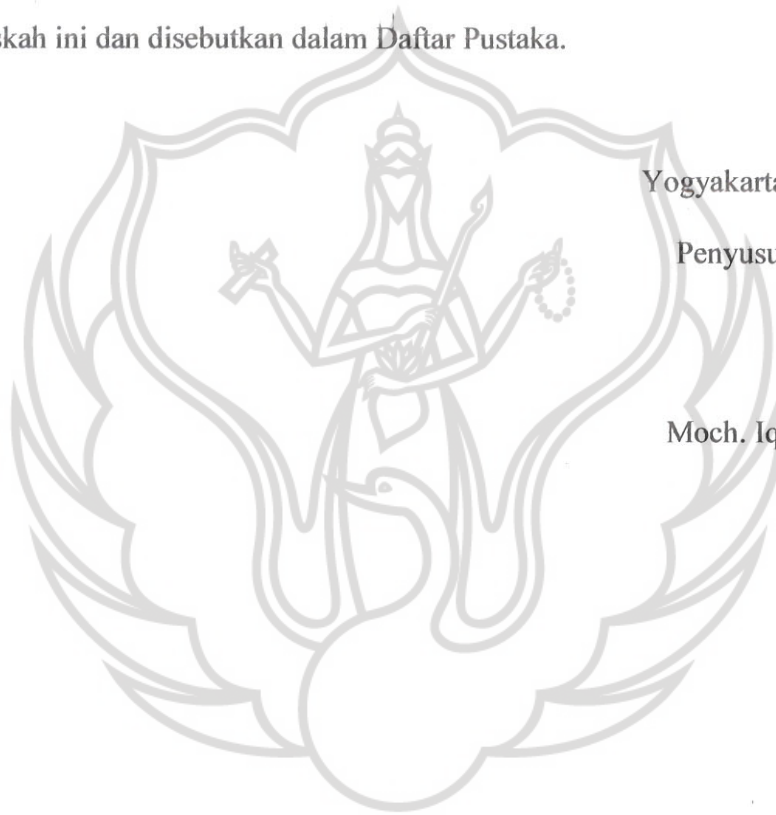 skah ini dan disebutkan dalam Daftar Pustaka.
Yogyakarta
Penyusu
Moch. Iq